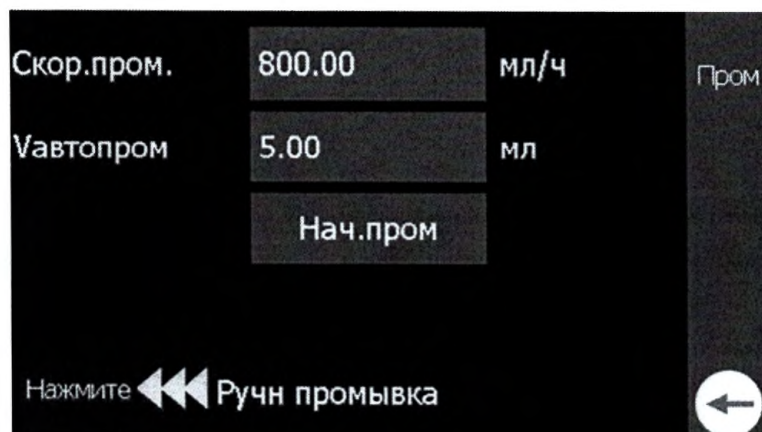 Скор.пром. 800.00 мл/ч
Пром
Vавтопром 5.00 мл
Нач.пром
Нажмите Ручн промывка